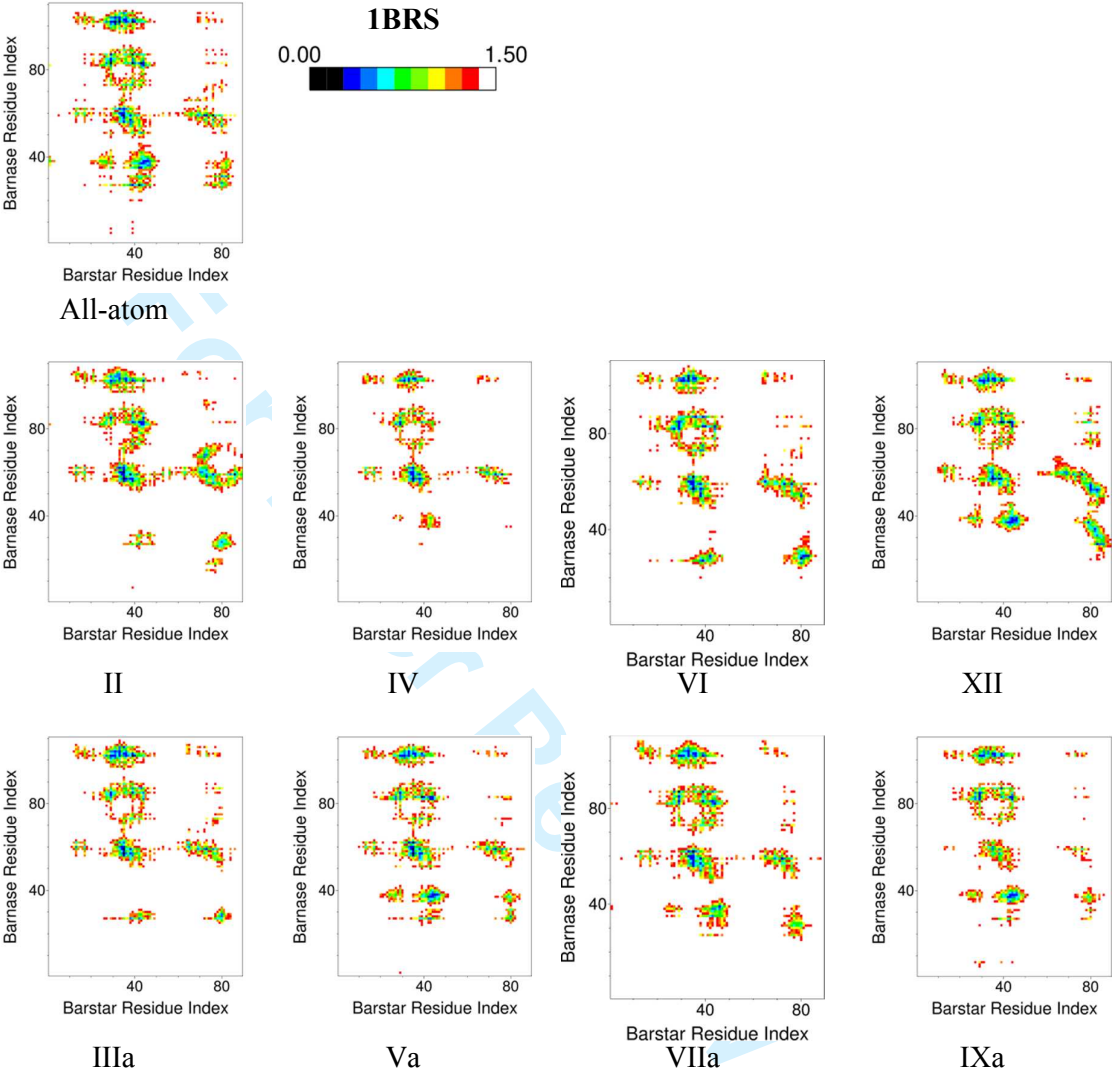 1BRS
0.00 1.50
Barnase Residue Index
80
40
40 80
Barstar Residue Index
All-atom
Barnase Residue Index
80
40
40 80
Barstar Residue Index
II
Barnase Residue Index
80
40
40 80
Barstar Residue Index
IV
Barnase Residue Index
80
40
40 80
Barstar Residue Index
VI
Barnase Residue Index
80
40
40 80
Barstar Residue Index
XII
Barnase Residue Index
80
40
40 80
Barstar Residue Index
IIIa
Barnase Residue Index
80
40
40 80
Barstar Residue Index
Va
Barnase Residue Index
80
40
40 80
Barstar Residue Index
VIIa
Barnase Residue Index
80
40
40 80
Barstar Residue Index
IXa